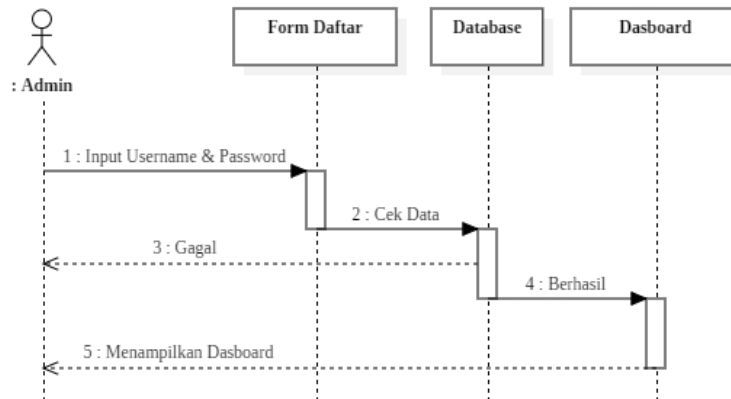 Form Daftar
Database
Dasboard
: Admin
1 : Input Username & Password
2 : Cek Data
3 : Gagal
4 : Berhasil
5 : Menampilkan Dasboard